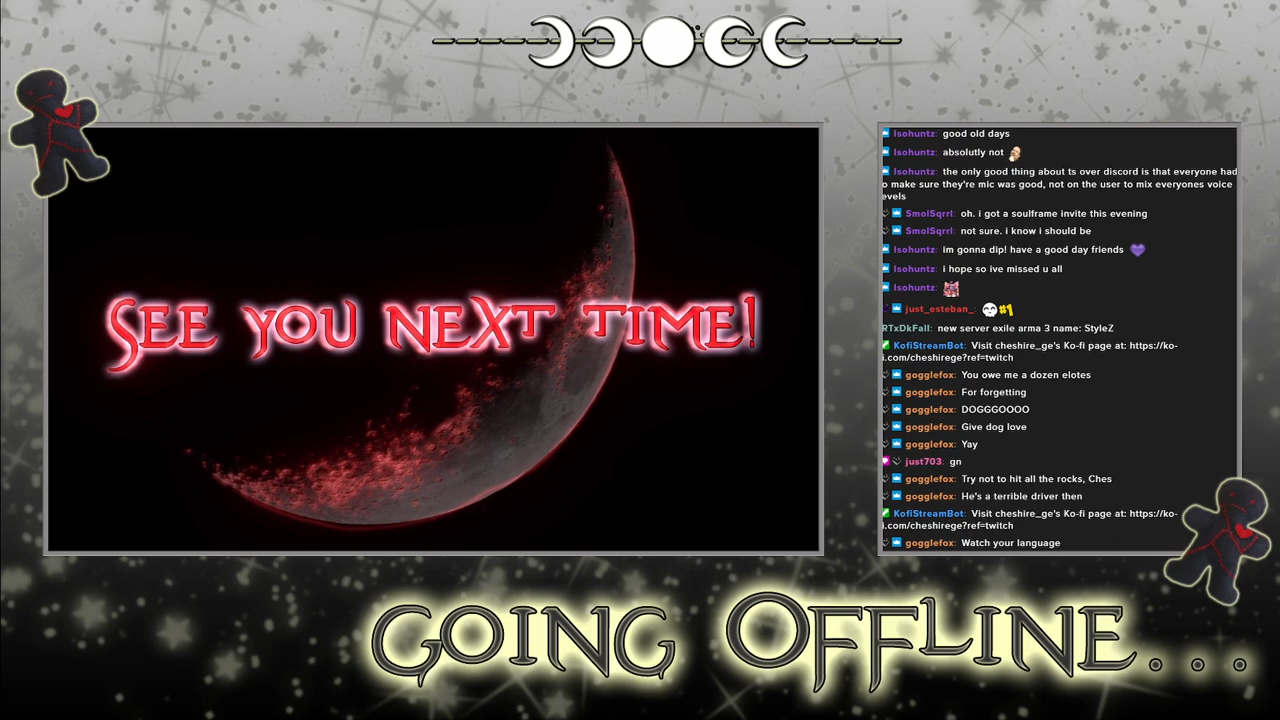 SEE YOU NEXT TIME!
Isohuntz: good old days
Isohuntz: absolutly not
Isohuntz: the only good thing about ts over discord is that everyone had
o make sure they're mic was good, not on the user to mix everyones voice
evels
SmolSqrrl: oh. i got a soulframe invite this evening
SmolSqrrl: not sure. i know i should be
Isohuntz: im gonna dip! have a good day friends
Isohuntz: i hope so ive missed u all
Isohuntz:
just_esteban_: #1
RTxDkFall: new server exile arma 3 name: StyleZ
KofiStreamBot: Visit cheshire_ge's Ko-fi page at: https://ko-
i.com/cheshirege?ref=twitch
gogglefox: You owe me a dozen elotes
gogglefox: For forgetting
gogglefox: DOGGGOOOO
gogglefox: Give dog love
gogglefox: Yay
just703: gn
gogglefox: Try not to hit all the rocks, Ches
gogglefox: He's a terrible driver then
KofiStreamBot: Visit cheshire_ge's Ko-fi page at: https://ko-
i.com/cheshirege?ref=twitch
gogglefox: Watch your language
GOING OFFLINE...